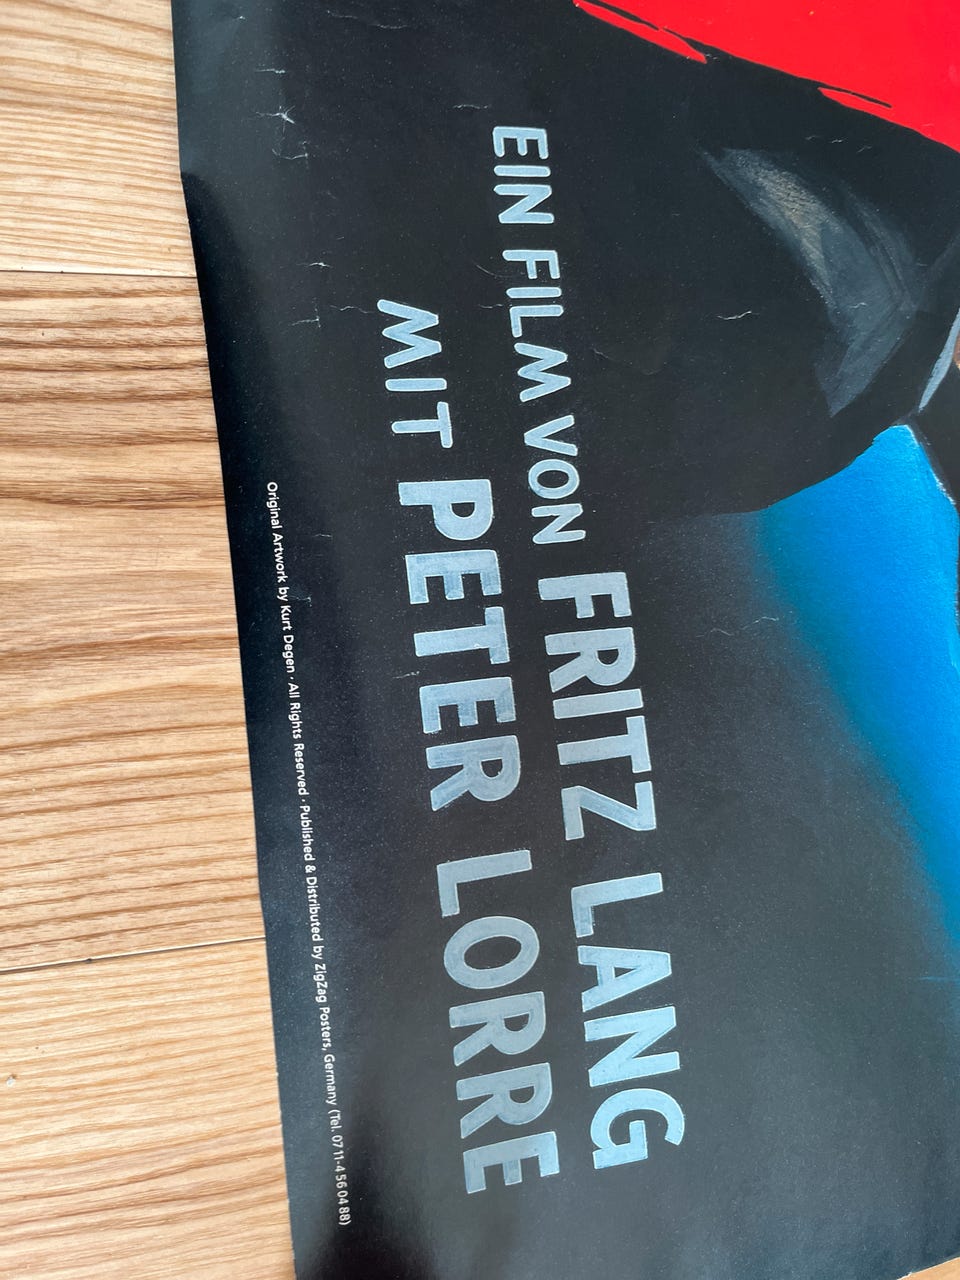 EIN FILM VON FRITZ LANG
MIT PETER LORRE
Original Artwork by Kurt Degen · All Rights Reserved · Published & Distributed by ZigZag Posters, Germany (Tel. 0711-4560488)